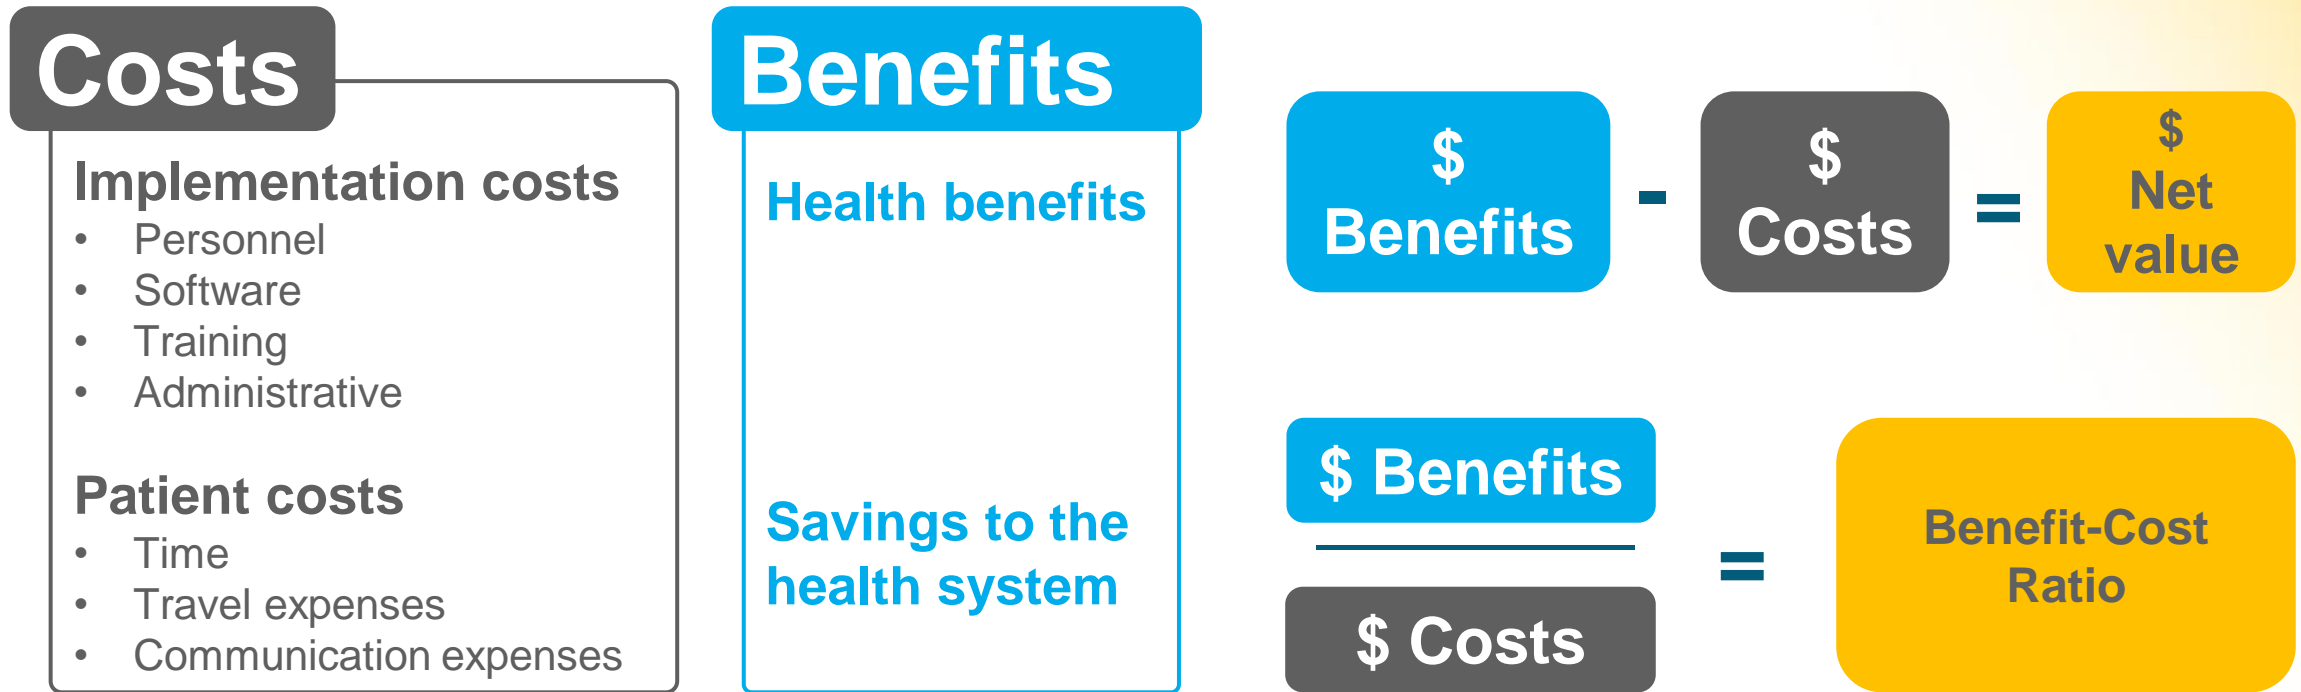 Costs
Implementation costs
• Personnel
• Software
• Training
• Administrative
Patient costs
• Time
• Travel expenses
• Communication expenses
Benefits
Health benefits
Savings to the
health system
$
Benefits
-
$
Costs
=
$
Net
value
$ Benefits
$ Costs
=
Benefit-Cost
Ratio